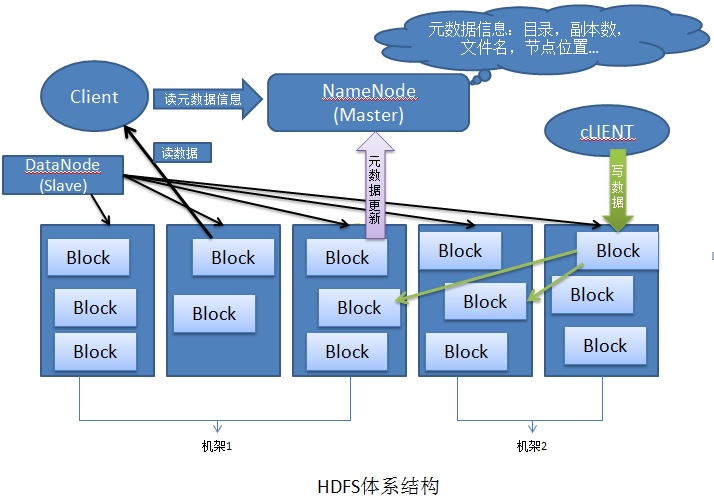 元数据信息：目录，副本数，
文件名，节点位置...
Client
读元数据信息
NameNode
(Master)
cLIENT
读数据
DataNode
(Slave)
元数据更新
写数据
Block
Block
Block
Block
Block
Block
Block
Block
Block
Block
Block
Block
Block
Block
机架1
机架2
HDFS体系结构